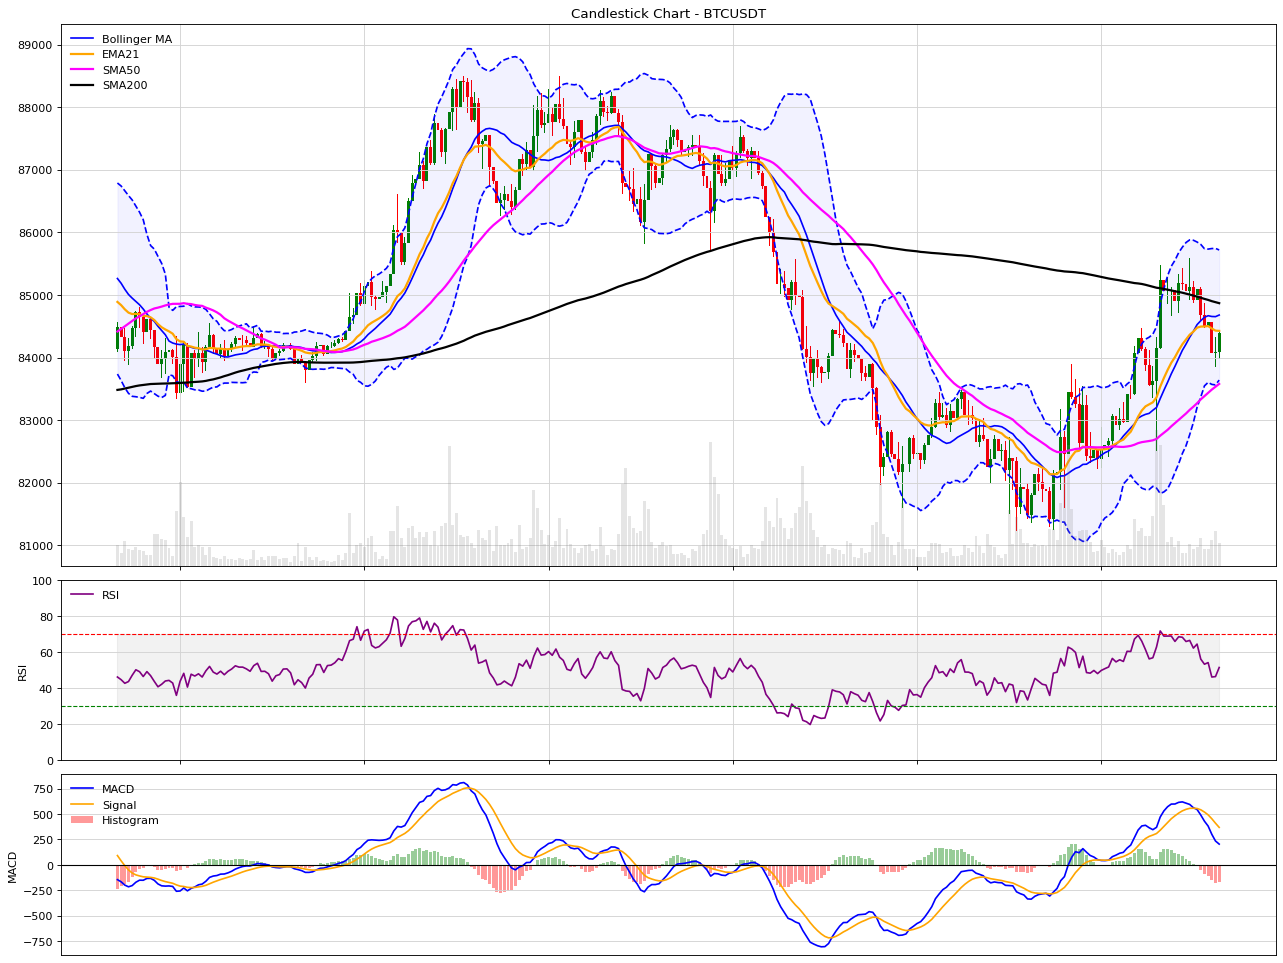 Candlestick Chart - BTCUSDT
Bollinger MA
EMA21
SMA50
SMA200
89000
88000
87000
86000
85000
84000
83000
82000
81000
RSI
RSI
100
80
60
40
20
0
MACD
Signal
Histogram
MACD
750
500
250
0
−250
−500
−750